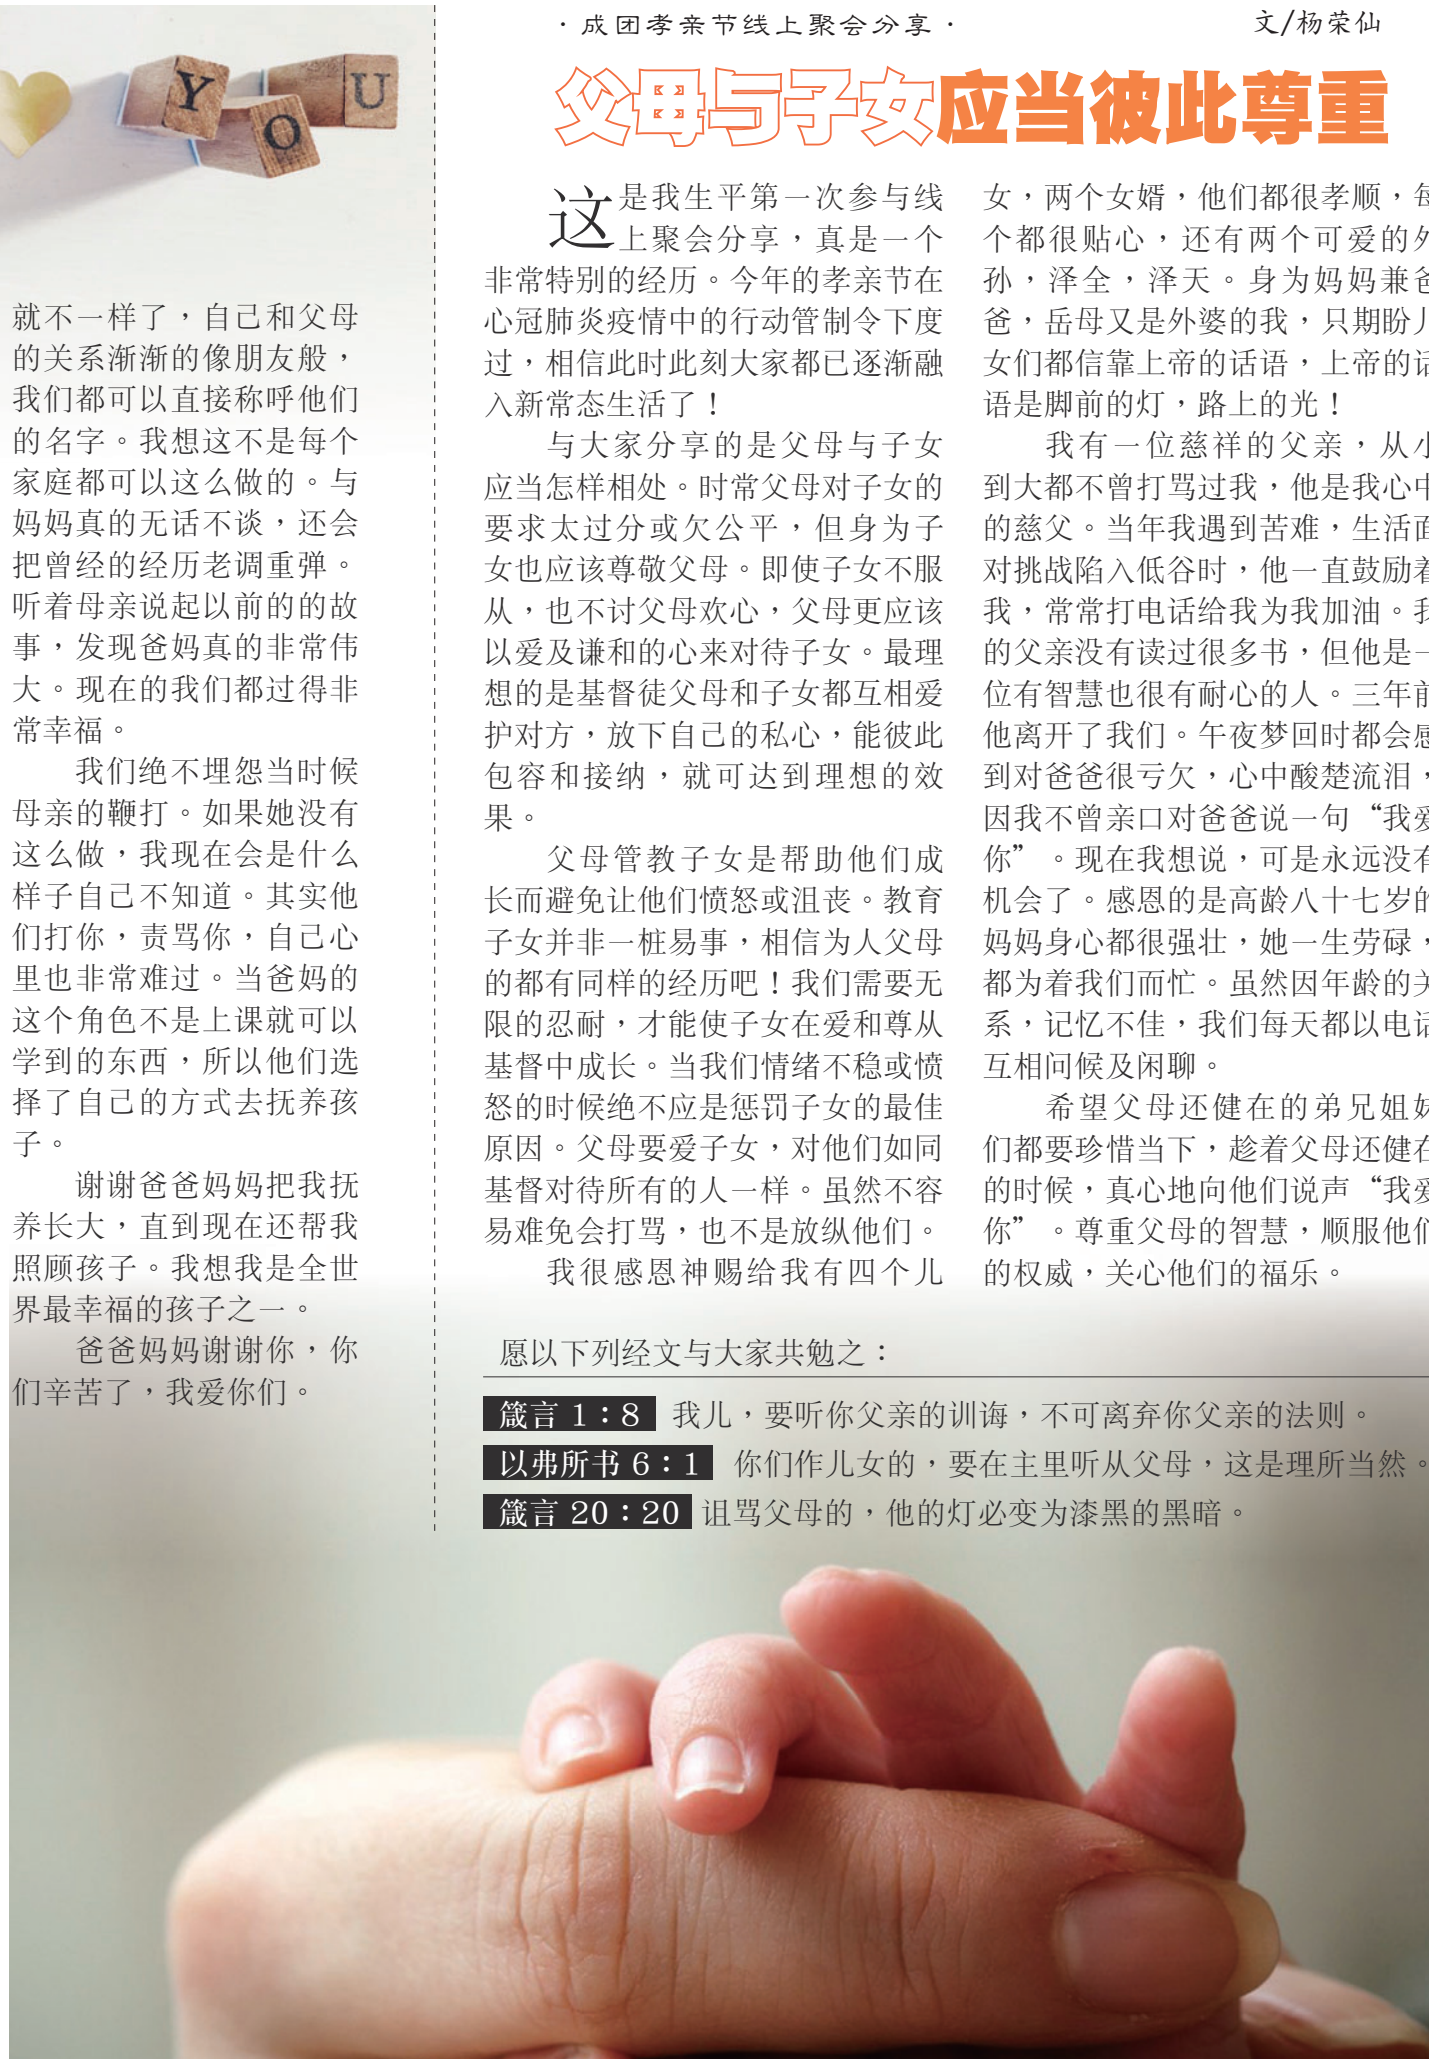 Y
O
U
就不一样了，自己和父母
的关系渐渐的像朋友般，
我们都可以直接称呼他们
的名字。我想这不是每个
家庭都可以这么做的。与
妈妈真的无话不谈，还会
把曾经的经历老调重弹。
听着母亲说起以前的的故
事，发现爸妈真的非常伟
大。现在的我们都过得非
常幸福。
我们绝不埋怨当时候
母亲的鞭打。如果她没有
这么做，我现在会是什么
样子自己不知道。其实他
们打你，责骂你，自己心
里也非常难过。当爸妈的
这个角色不是上课就可以
学到的东西，所以他们选
择了自己的方式去抚养孩
子。
谢谢爸爸妈妈把我抚
养长大，直到现在还帮我
照顾孩子。我想我是全世
界最幸福的孩子之一。
爸爸妈妈谢谢你，你
们辛苦了，我爱你们。
·成团孝亲节线上聚会分享·
文/杨荣仙
父母与子女应当彼此尊重
这是我生平第一次参与线
上聚会分享，真是一个
非常特别的经历。今年的孝亲节在
心冠肺炎疫情中的行动管制令下度
过，相信此时此刻大家都已逐渐融
入新常态生活了！
与大家分享的是父母与子女
应当怎样相处。时常父母对子女的
要求太过分或欠公平，但身为子
女也应该尊敬父母。即使子女不服
从，也不讨父母欢心，父母更应该
以爱及谦和的心来对待子女。最理
想的是基督徒父母和子女都互相爱
护对方，放下自己的私心，能彼此
包容和接纳，就可达到理想的效
果。
父母管教子女是帮助他们成
长而避免让他们愤怒或沮丧。教育
子女并非一桩易事，相信为人父母
的都有同样的经历吧！我们需要无
限的忍耐，才能使子女在爱和尊从
基督中成长。当我们情绪不稳或愤
怒的时候绝不应是惩罚子女的最佳
原因。父母要爱子女，对他们如同
基督对待所有的人一样。虽然不容
易难免会打骂，也不是放纵他们。
我很感恩神赐给我有四个儿
女，两个女婿，他们都很孝顺，每
个都很贴心，还有两个可爱的外
孙，泽全，泽天。身为妈妈兼爸
爸，岳母又是外婆的我，只期盼儿
女们都信靠上帝的话语，上帝的话
语是脚前的灯，路上的光！
我有一位慈祥的父亲，从小
到大都不曾打骂过我，他是我心中
的慈父。当年我遇到苦难，生活面
对挑战陷入低谷时，他一直鼓励着
我，常常打电话给我为我加油。我
的父亲没有读过很多书，但他是一
位有智慧也很有耐心的人。三年前
他离开了我们。午夜梦回时都会感
到对爸爸很亏欠，心中酸楚流泪，
因我不曾亲口对爸爸说一句“我爱
你”。现在我想说，可是永远没有
机会了。感恩的是高龄八十七岁的
妈妈身心都很强壮，她一生劳碌，
都为着我们而忙。虽然因年龄的关
系，记忆不佳，我们每天都以电话
互相问候及闲聊。
希望父母还健在的弟兄姐妹
们都要珍惜当下，趁着父母还健在
的时候，真心地向他们说声“我爱
你”。尊重父母的智慧，顺服他们
的权威，关心他们的福乐。
愿以下列经文与大家共勉之：
箴言 1：8 我儿，要听你父亲的训诲，不可离弃你父亲的法则。
以弗所书 6：1 你们作儿女的，要在主里听从父母，这是理所当然。
箴言 20：20 诅骂父母的，他的灯必变为漆黑的黑暗。